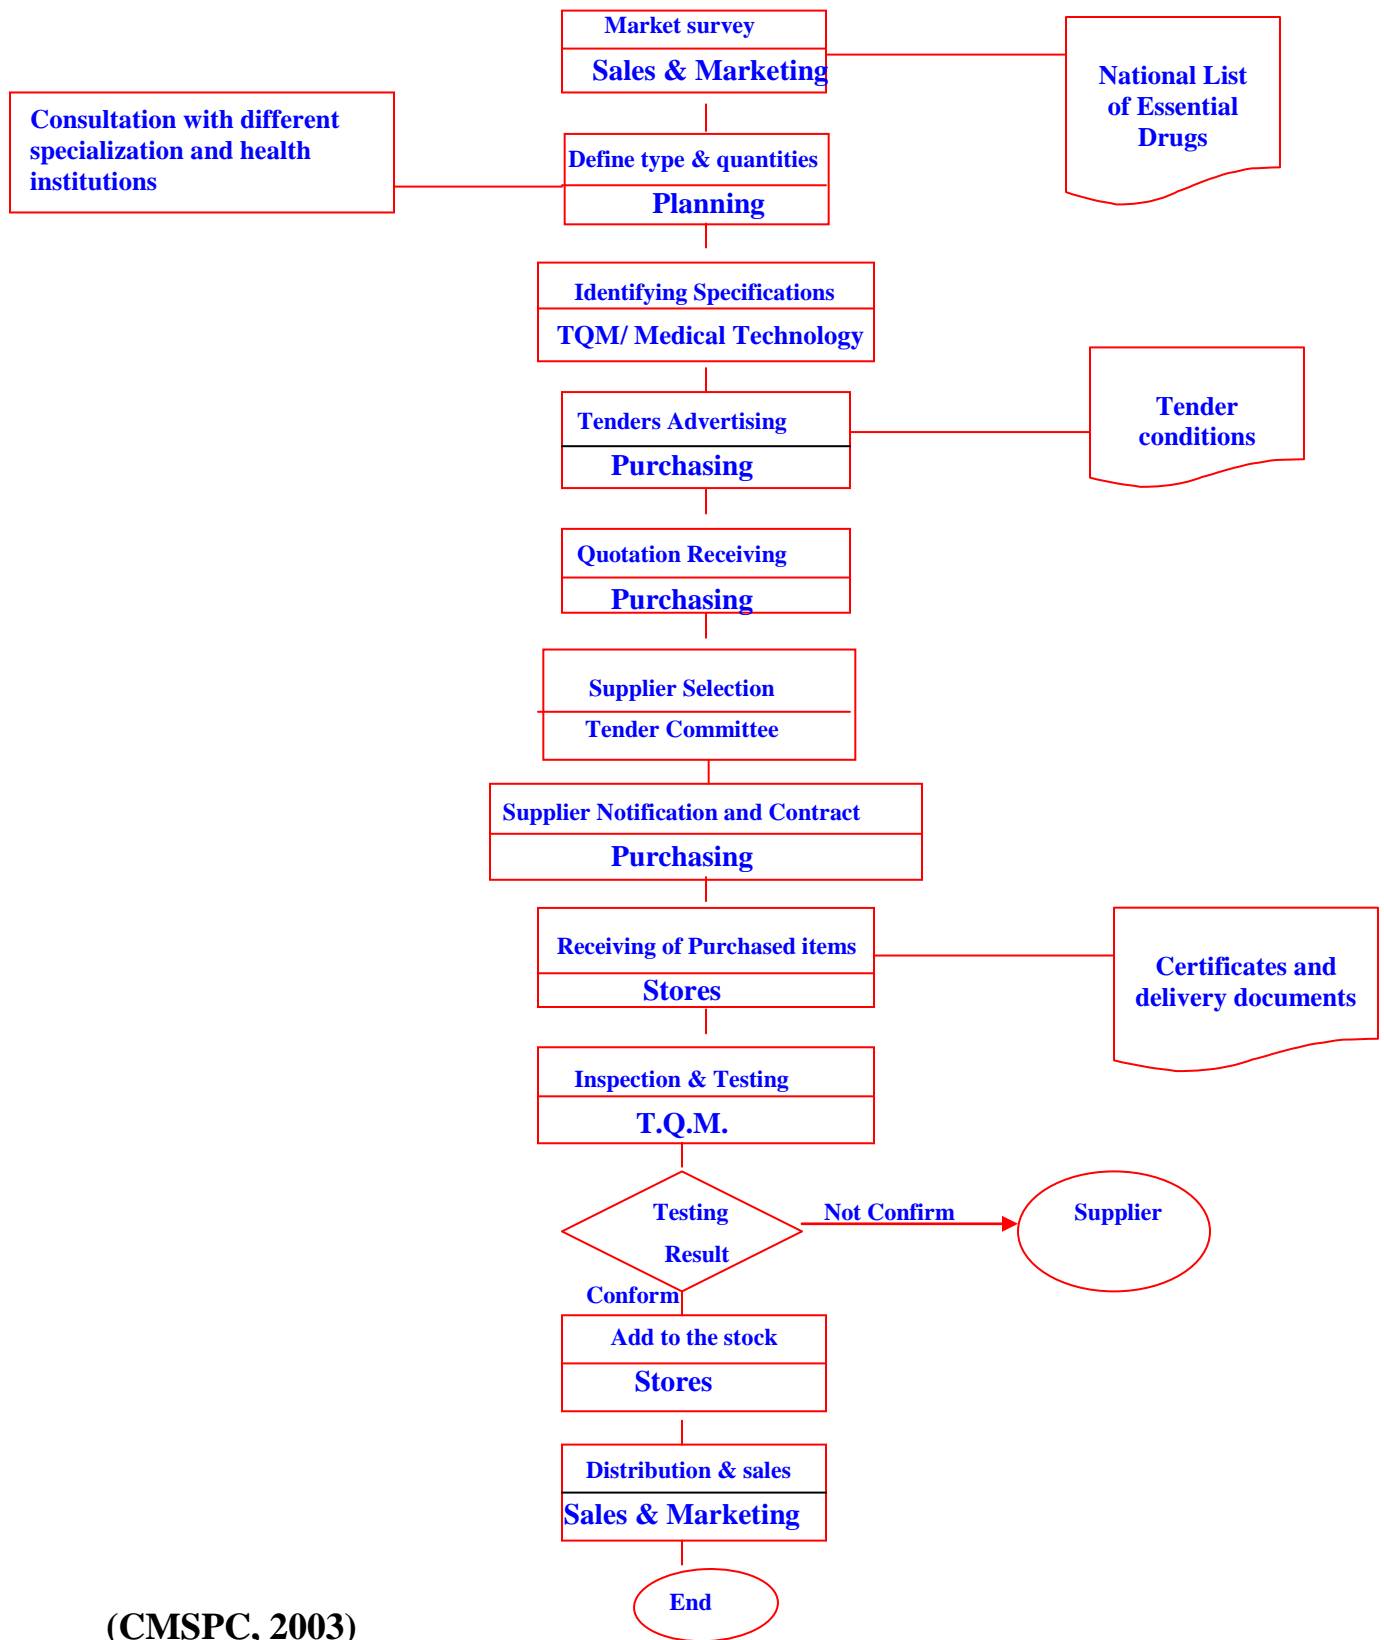 Market survey
Sales & Marketing
National List
of Essential
Drugs
Consultation with different
specialization and health
institutions
Define type & quantities
Planning
Identifying Specifications
TQM/ Medical Technology
Tenders Advertising
Purchasing
Tender
conditions
Quotation Receiving
Purchasing
Supplier Selection
Tender Committee
Supplier Notification and Contract
Purchasing
Receiving of Purchased items
Stores
Certificates and
delivery documents
Inspection & Testing
T.Q.M.
Testing
Result
Not Confirm
Supplier
Conform
Add to the stock
Stores
Distribution & sales
Sales & Marketing
End
(CMSPC, 2003)